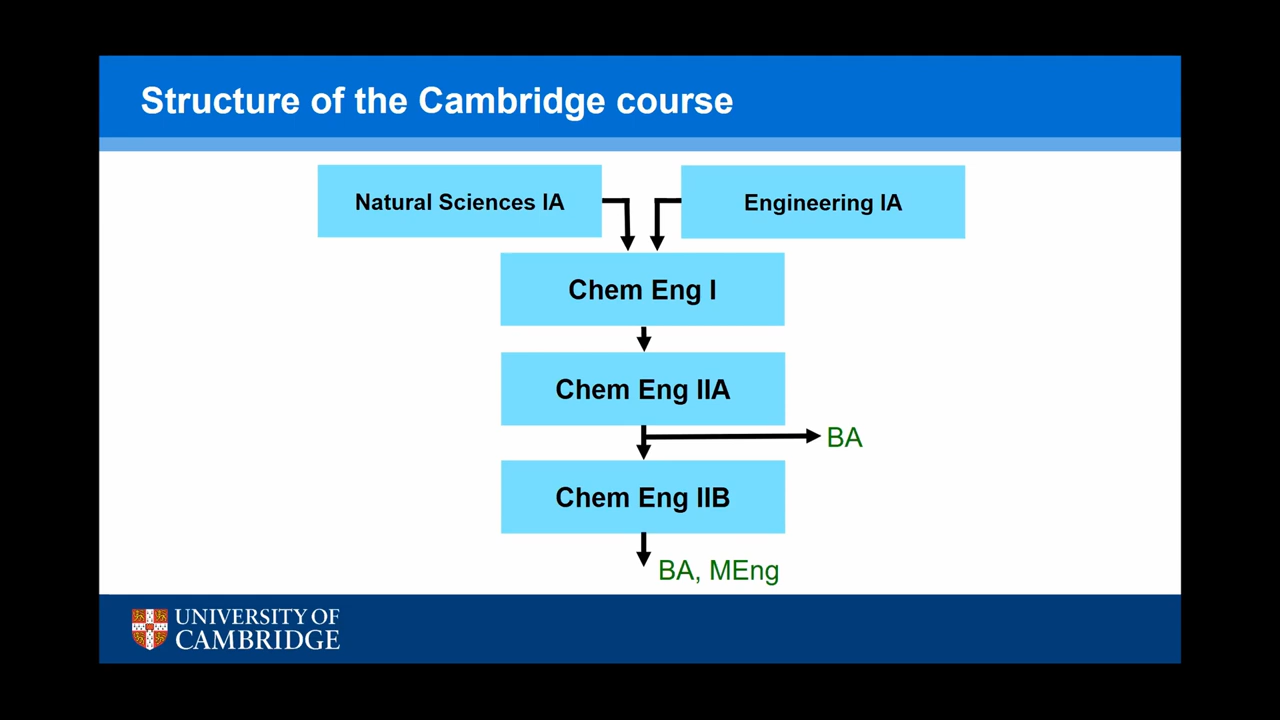 Structure of the Cambridge course
Natural Sciences IA
Engineering IA
Chem Eng I
Chem Eng IIA
BA
Chem Eng IIB
BA, MEng
UNIVERSITY OF
CAMBRIDGE